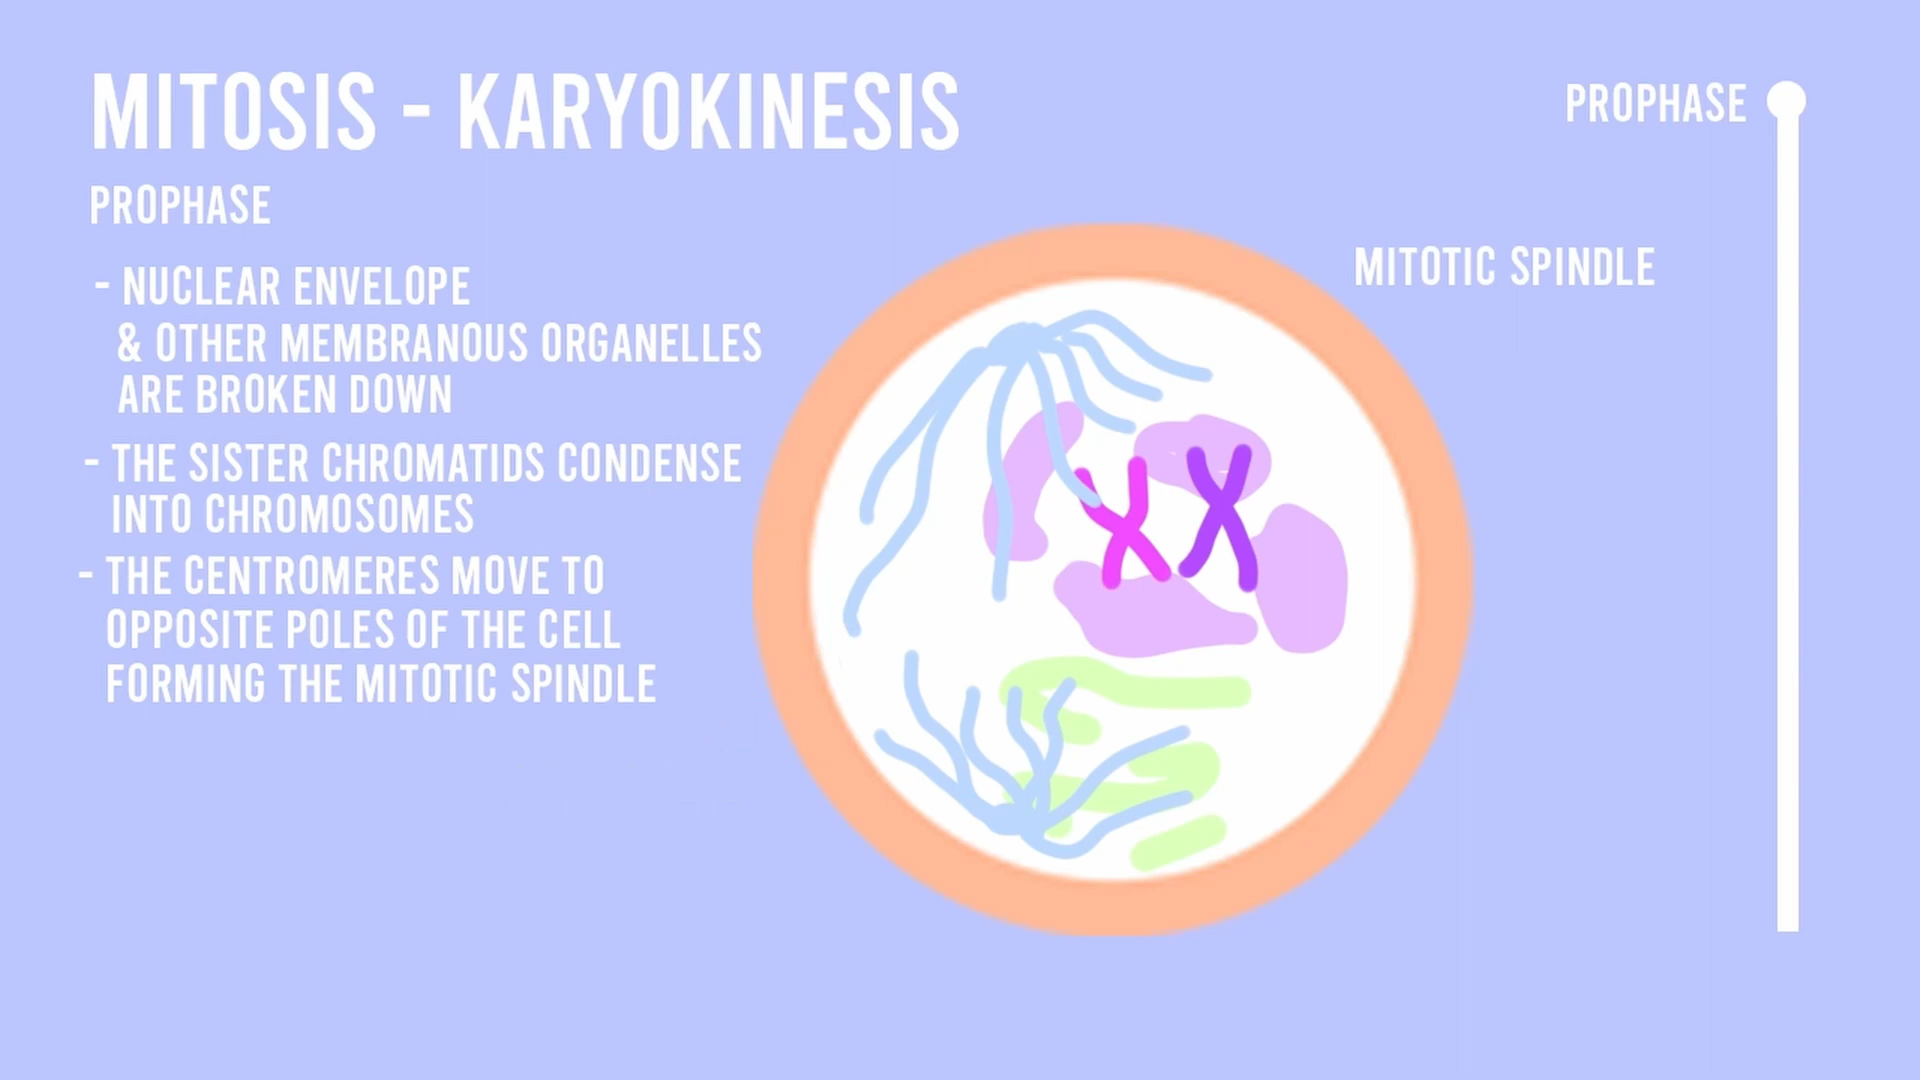 MITOSIS - KARYOKINESIS
PROPHASE
PROPHASE
- NUCLEAR ENVELOPE
& OTHER MEMBRANOUS ORGANELLES
ARE BROKEN DOWN
- THE SISTER CHROMATIDS CONDENSE
INTO CHROMOSOMES
- THE CENTROMERES MOVE TO
OPPOSITE POLES OF THE CELL
FORMING THE MITOTIC SPINDLE
MITOTIC SPINDLE